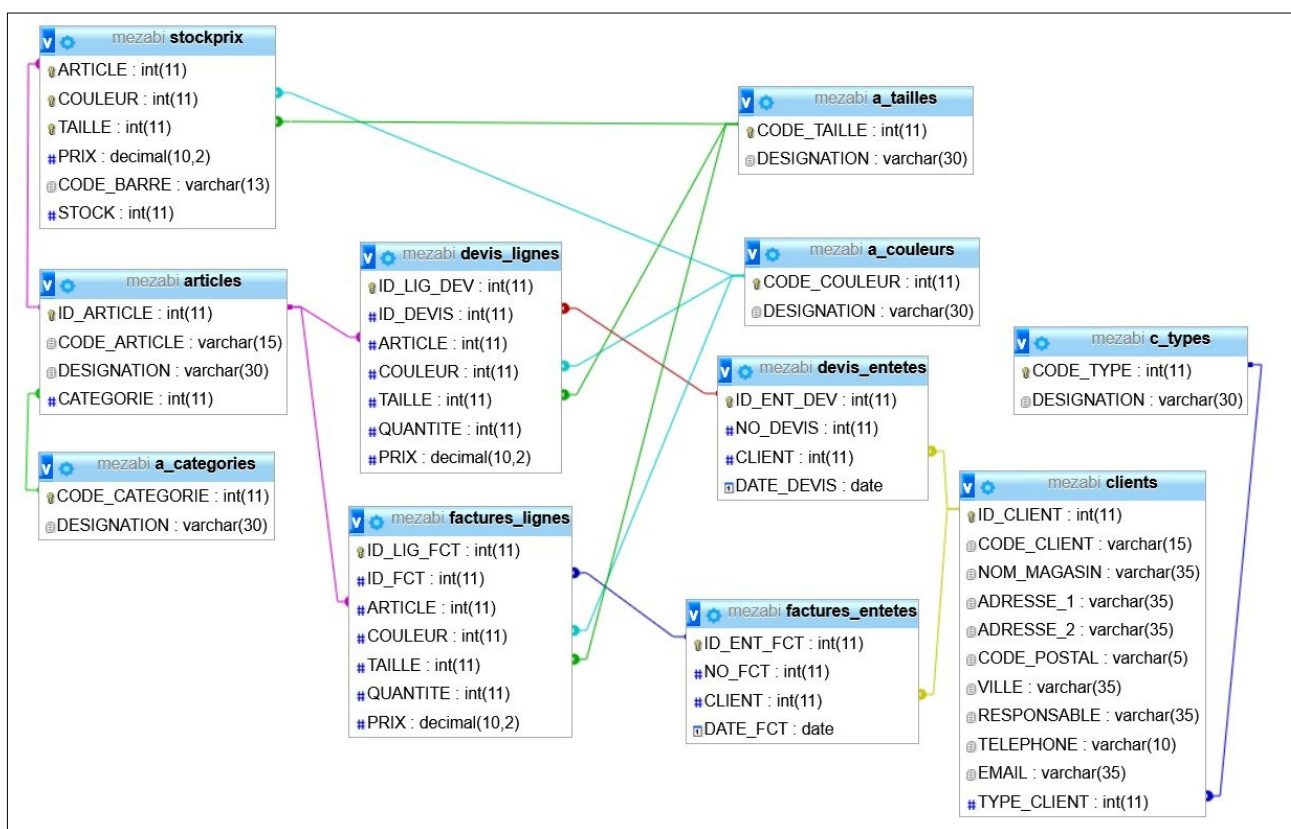 mezabi stockprix
ARTICLE : int(11)
COULEUR : int(11)
TAILLE : int(11)
PRIX : decimal(10,2)
CODE_BARRE : varchar(13)
STOCK : int(11)
mezabi a_tailles
CODE_TAILLE : int(11)
DESIGNATION : varchar(30)
mezabi articles
ID_ARTICLE : int(11)
CODE_ARTICLE : varchar(15)
DESIGNATION : varchar(30)
CATEGORIE : int(11)
mezabi devis_lignes
ID_LIG_DEV : int(11)
ID_DEVIS : int(11)
ARTICLE : int(11)
COULEUR : int(11)
TAILLE : int(11)
QUANTITE : int(11)
PRIX : decimal(10,2)
mezabi a_couleurs
CODE_COULEUR : int(11)
DESIGNATION : varchar(30)
mezabi c_types
CODE_TYPE : int(11)
DESIGNATION : varchar(30)
mezabi devis_entetes
ID_ENT_DEV : int(11)
NO_DEVIS : int(11)
CLIENT : int(11)
DATE_DEVIS : date
mezabi a_categories
CODE_CATEGORIE : int(11)
DESIGNATION : varchar(30)
mezabi factures_lignes
ID_LIG_FCT : int(11)
ID_FCT : int(11)
ARTICLE : int(11)
COULEUR : int(11)
TAILLE : int(11)
QUANTITE : int(11)
PRIX : decimal(10,2)
mezabi factures_entetes
ID_ENT_FCT : int(11)
NO_FCT : int(11)
CLIENT : int(11)
DATE_FCT : date
mezabi clients
ID_CLIENT : int(11)
CODE_CLIENT : varchar(15)
NOM_MAGASIN : varchar(35)
ADRESSE_1 : varchar(35)
ADRESSE_2 : varchar(35)
CODE_POSTAL : varchar(5)
VILLE : varchar(35)
RESPONSABLE : varchar(35)
TELEPHONE : varchar(10)
EMAIL : varchar(35)
TYPE_CLIENT : int(11)